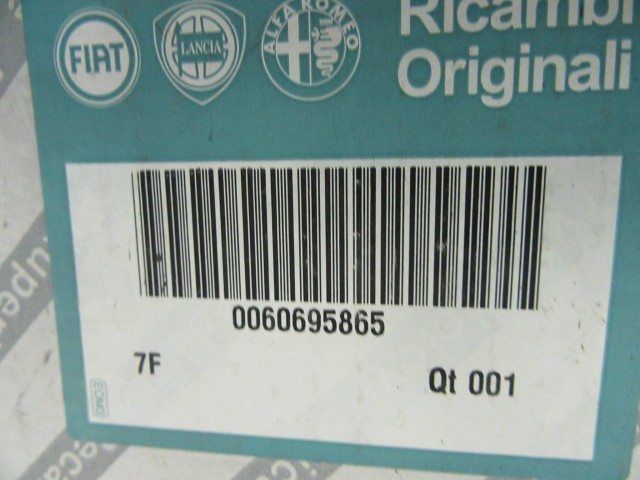 FIAT
LANCIA
ALFA ROMEO
Ricambi
Originali
0060695865
7F
Qt 001